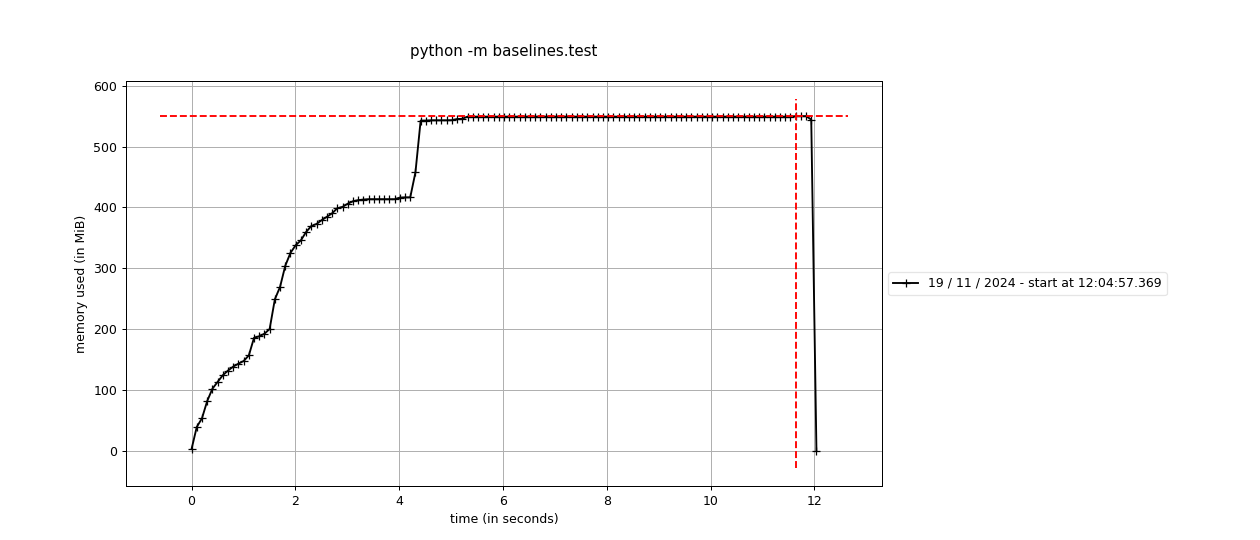 python -m baselines.test
600
500
400
300
200
100
0
memory used (in MiB)
0 2 4 6 8 10 12
time (in seconds)
19 / 11 / 2024 - start at 12:04:57.369